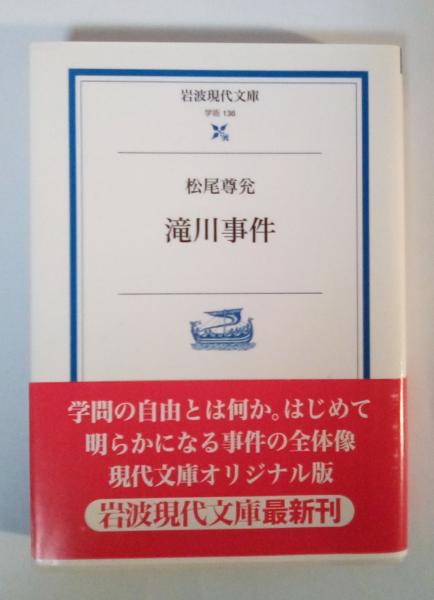 岩波現代文庫
学術 136
松尾尊兊
滝川事件
学問の自由とは何か。はじめて
明らかになる事件の全体像
現代文庫オリジナル版
岩波現代文庫最新刊